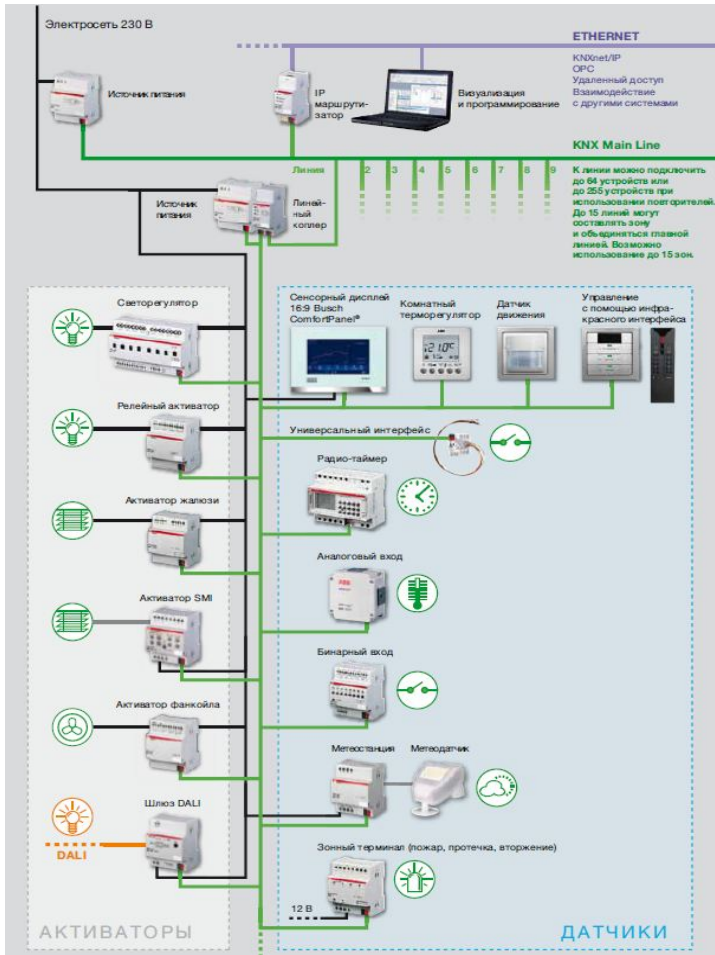 Электросеть 230 В
ETHERNET
KNXnet/IP
OPC
Удаленный доступ
Взаимодействие
с другими системами
Источник питания
IP
маршрути-
затор
Визуализация
и программирование
KNX Main Line
Линия
2
3
4
5
6
7
8
9
К линии можно подключить
до 64 устройств или
до 255 устройств при
использовании повторителей.
До 15 линий могут
составлять зону
и объединяться главной
линией. Возможно
использование до 15 зон.
Источник
питания
Линей-
ный
коплер
Светорегулятор
Сенсорный дисплей
16:9 Busch
ComfortPanel®
Комнатный
терморегулятор
Датчик
движения
Управление
с помощью инфра-
красного интерфейса
Релейный активатор
Универсальный интерфейс
Радио-таймер
Активатор жалюзи
Аналоговый вход
ABB
Активатор SMI
Бинарный вход
Активатор фанкойла
Метеостанция
Метеодатчик
Шлюз DALI
DALI
Зонный терминал (пожар, протечка, вторжение)
12 В
АКТИВАТОРЫ
ДАТЧИКИ